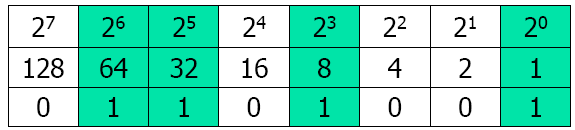 2⁷ 2⁶ 2⁵ 2⁴ 2³ 2² 2¹ 2⁰
128 64 32 16 8 4 2 1
0 1 1 0 1 0 0 1